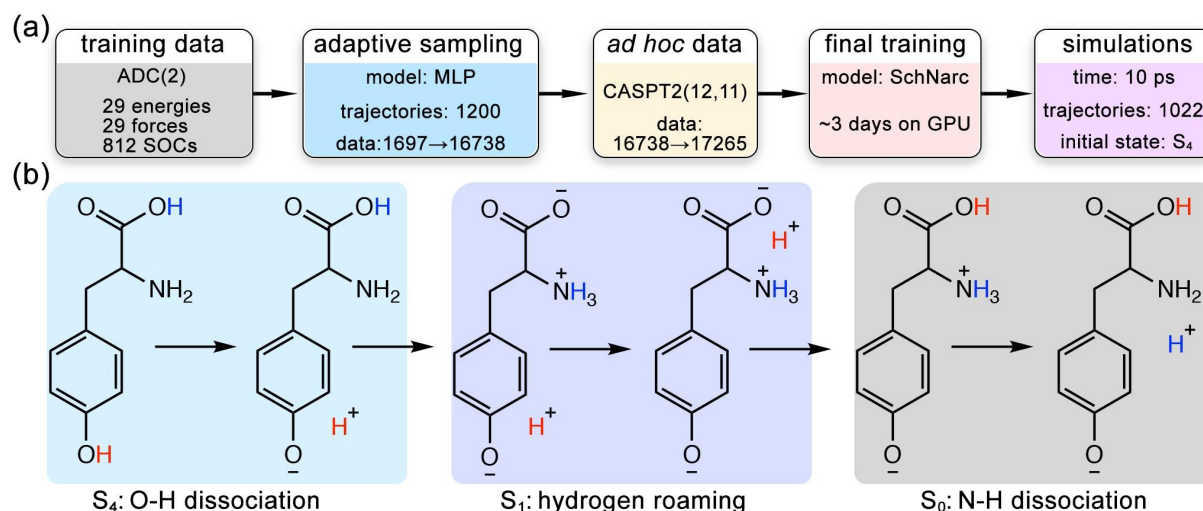 (a)
training data
ADC(2)
29 energies
29 forces
812 SOCs
adaptive sampling
model: MLP
trajectories: 1200
data:1697→16738
ad hoc data
CASPT2(12,11)
data:
16738→17265
final training
model: SchNarc
~3 days on GPU
simulations
time: 10 ps
trajectories: 1022
initial state: S₄
(b)
O
OH
NH₂
OH
O
OH
NH₂
H⁺
O
−
S₄: O-H dissociation
O
O
−
+
NH₃
H⁺
O
−
O
O
−
H⁺
+
NH₃
O
−
S₁: hydrogen roaming
O
OH
+
NH₃
O
−
O
OH
NH₂
H⁺
O
−
S₀: N-H dissociation